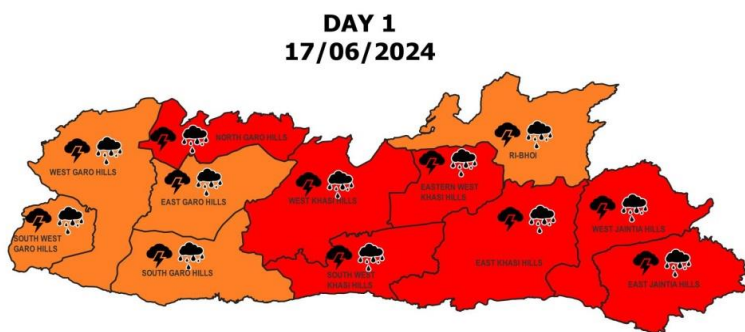 DAY 1
17/06/2024
NORTH GARO HILLS
RI-BHOI
WEST GARO HILLS
EASTERN WEST
KHASI HILLS
EAST GARO HILLS
WEST KHASI HILLS
WEST JAINTIA HILLS
SOUTH WEST
GARO HILLS
EAST KHASI HILLS
SOUTH GARO HILLS
SOUTH WEST
KHASI HILLS
EAST JAINTIA HILLS